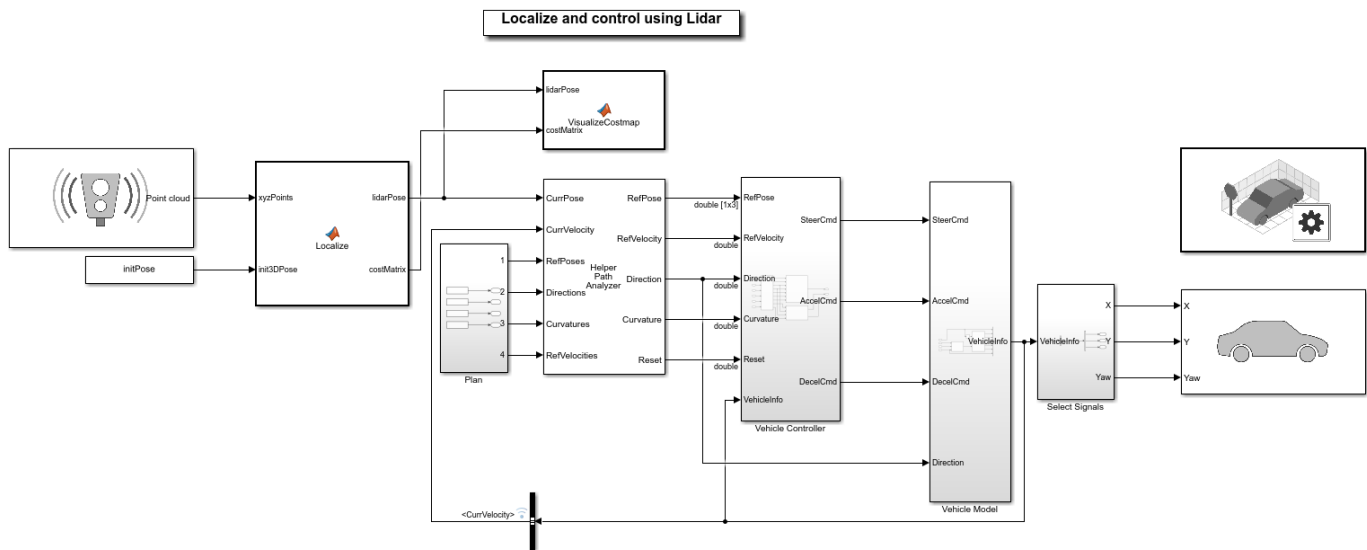 Localize and control using Lidar
lidarPose
VisualizeCostmap
costMatrix
Point cloud
initPose
xyzPoints
lidarPose
Localize
init3DPose
costMatrix
CurrPose
RefPose
CurrVelocity
RefVelocity
RefPoses
Helper
Path
Analyzer
Direction
Directions
Curvatures
Curvature
RefVelocities
Reset
1
2
3
4
Plan
double [1x3]
double
double
double
double
RefPose
SteerCmd
RefVelocity
Direction
AccelCmd
Curvature
Reset
DecelCmd
VehicleInfo
Vehicle Controller
SteerCmd
AccelCmd
VehicleInfo
DecelCmd
Direction
Vehicle Model
X
VehicleInfo
Y
Yaw
Select Signals
X
Y
Yaw
<CurrVelocity>